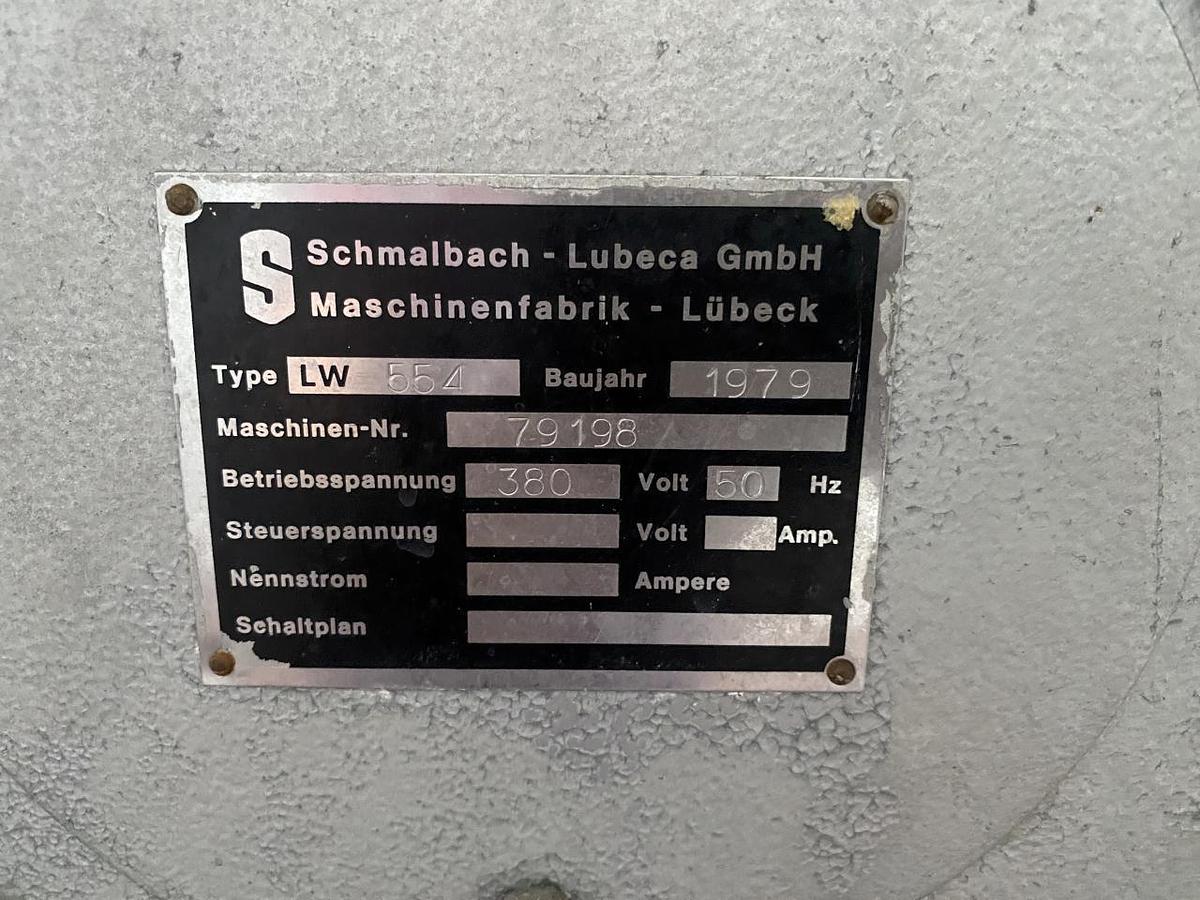 S Schmalbach - Lubeca GmbH
Maschinenfabrik - Lübeck
Type LW 554 Baujahr 1979
Maschinen-Nr. 79198
Betriebsspannung 380 Volt 50 Hz
Steuerspannung Volt Amp.
Nennstrom Ampere
Schaltplan